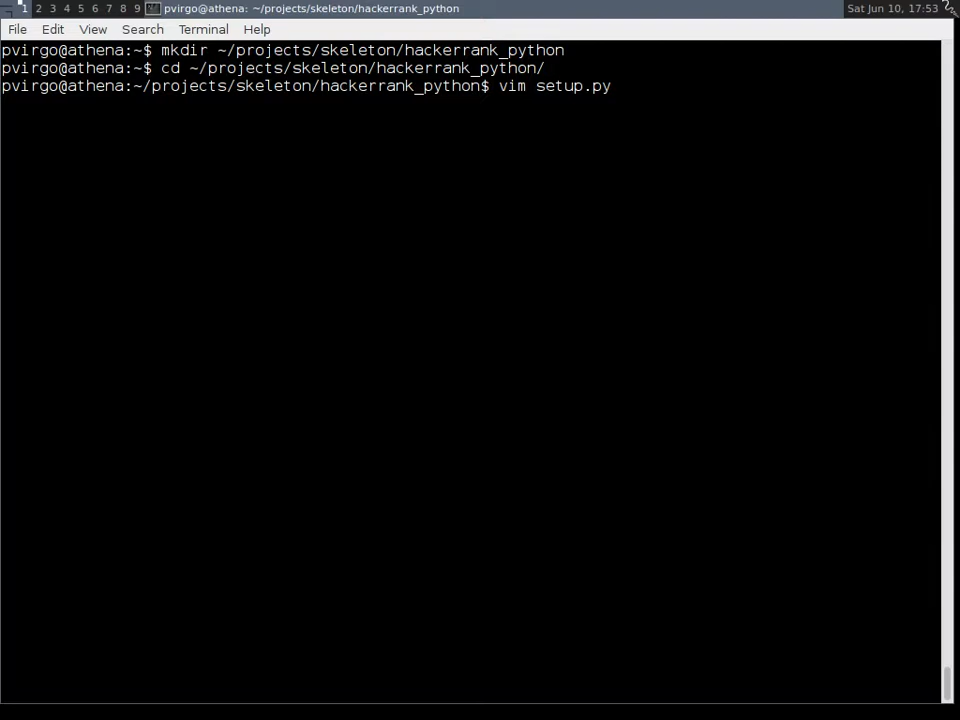 1 2 3 4 5 6 7 8 9 pvirgo@athena: ~/projects/skeleton/hackerrank_python Sat Jun 10, 17:53
File Edit View Search Terminal Help
pvirgo@athena:~$ mkdir ~/projects/skeleton/hackerrank_python
pvirgo@athena:~$ cd ~/projects/skeleton/hackerrank_python/
pvirgo@athena:~/projects/skeleton/hackerrank_python$ vim setup.py